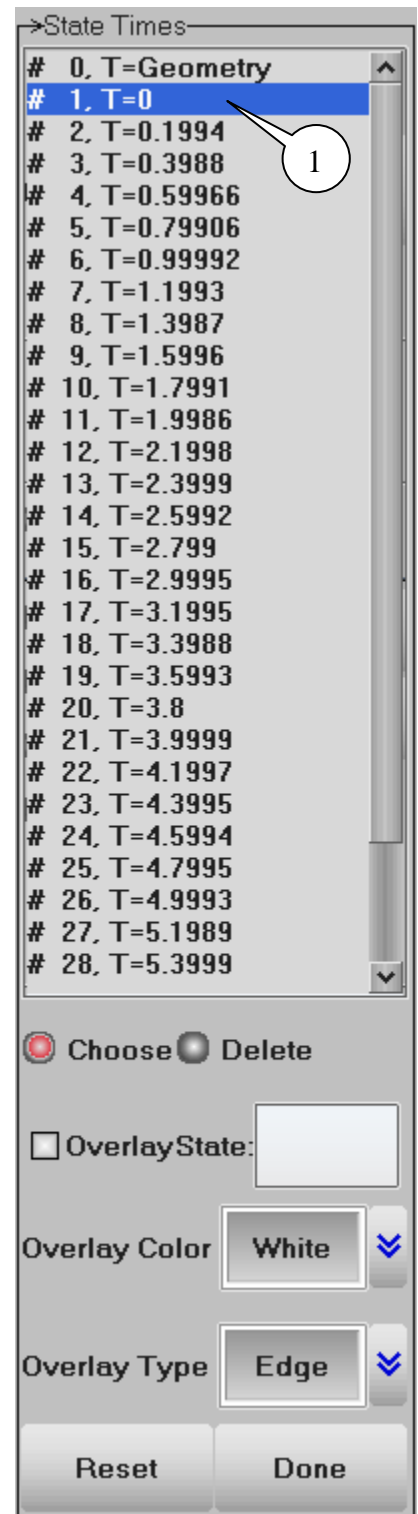 >State Times
# 0, T=Geometry
# 1, T=0
1
# 2, T=0.1994
# 3, T=0.3988
# 4, T=0.59966
# 5, T=0.79906
# 6, T=0.99992
# 7, T=1.1993
# 8, T=1.3987
# 9, T=1.5996
# 10, T=1.7991
# 11, T=1.9986
# 12, T=2.1998
# 13, T=2.3999
# 14, T=2.5992
# 15, T=2.799
# 16, T=2.9995
# 17, T=3.1995
# 18, T=3.3988
# 19, T=3.5993
# 20, T=3.8
# 21, T=3.9999
# 22, T=4.1997
# 23, T=4.3995
# 24, T=4.5994
# 25, T=4.7995
# 26, T=4.9993
# 27, T=5.1989
# 28, T=5.3999
Choose Delete
OverlayState:
Overlay Color White
Overlay Type Edge
Reset Done